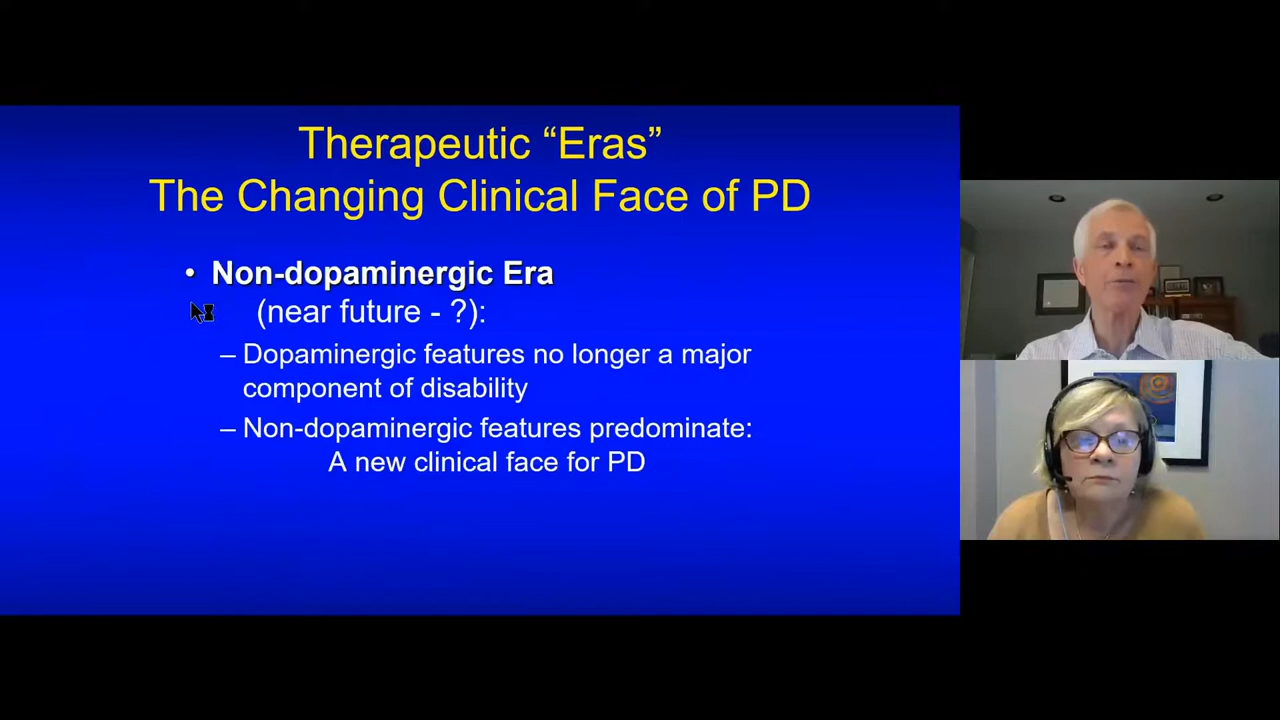 Therapeutic “Eras”
The Changing Clinical Face of PD
• Non-dopaminergic Era
(near future - ?):
– Dopaminergic features no longer a major
component of disability
– Non-dopaminergic features predominate:
A new clinical face for PD